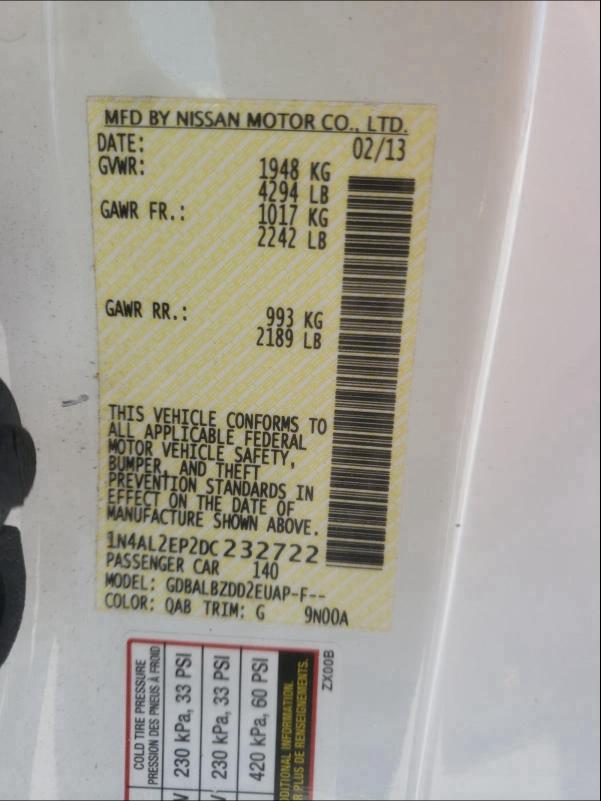 MFD BY NISSAN MOTOR CO., LTD.
DATE: 02/13
GVWR: 1948 KG
4294 LB
GAWR FR.: 1017 KG
2242 LB
GAWR RR.: 993 KG
2189 LB
THIS VEHICLE CONFORMS TO
ALL APPLICABLE FEDERAL
MOTOR VEHICLE SAFETY,
BUMPER, AND THEFT
PREVENTION STANDARDS IN
EFFECT ON THE DATE OF
MANUFACTURE SHOWN ABOVE.
1N4AL2EP2DC232722
PASSENGER CAR 140
MODEL: GDBALBZDD2EUAP-F--
COLOR: QAB TRIM: G 9N00A
COLD TIRE PRESSURE
PRESSION DES PNEUS À FROID
230 kPa, 33 PSI
230 kPa, 33 PSI
420 kPa, 60 PSI
INFORMATION.
PLUS DE RENSEIGNEMENTS.
ZX00B